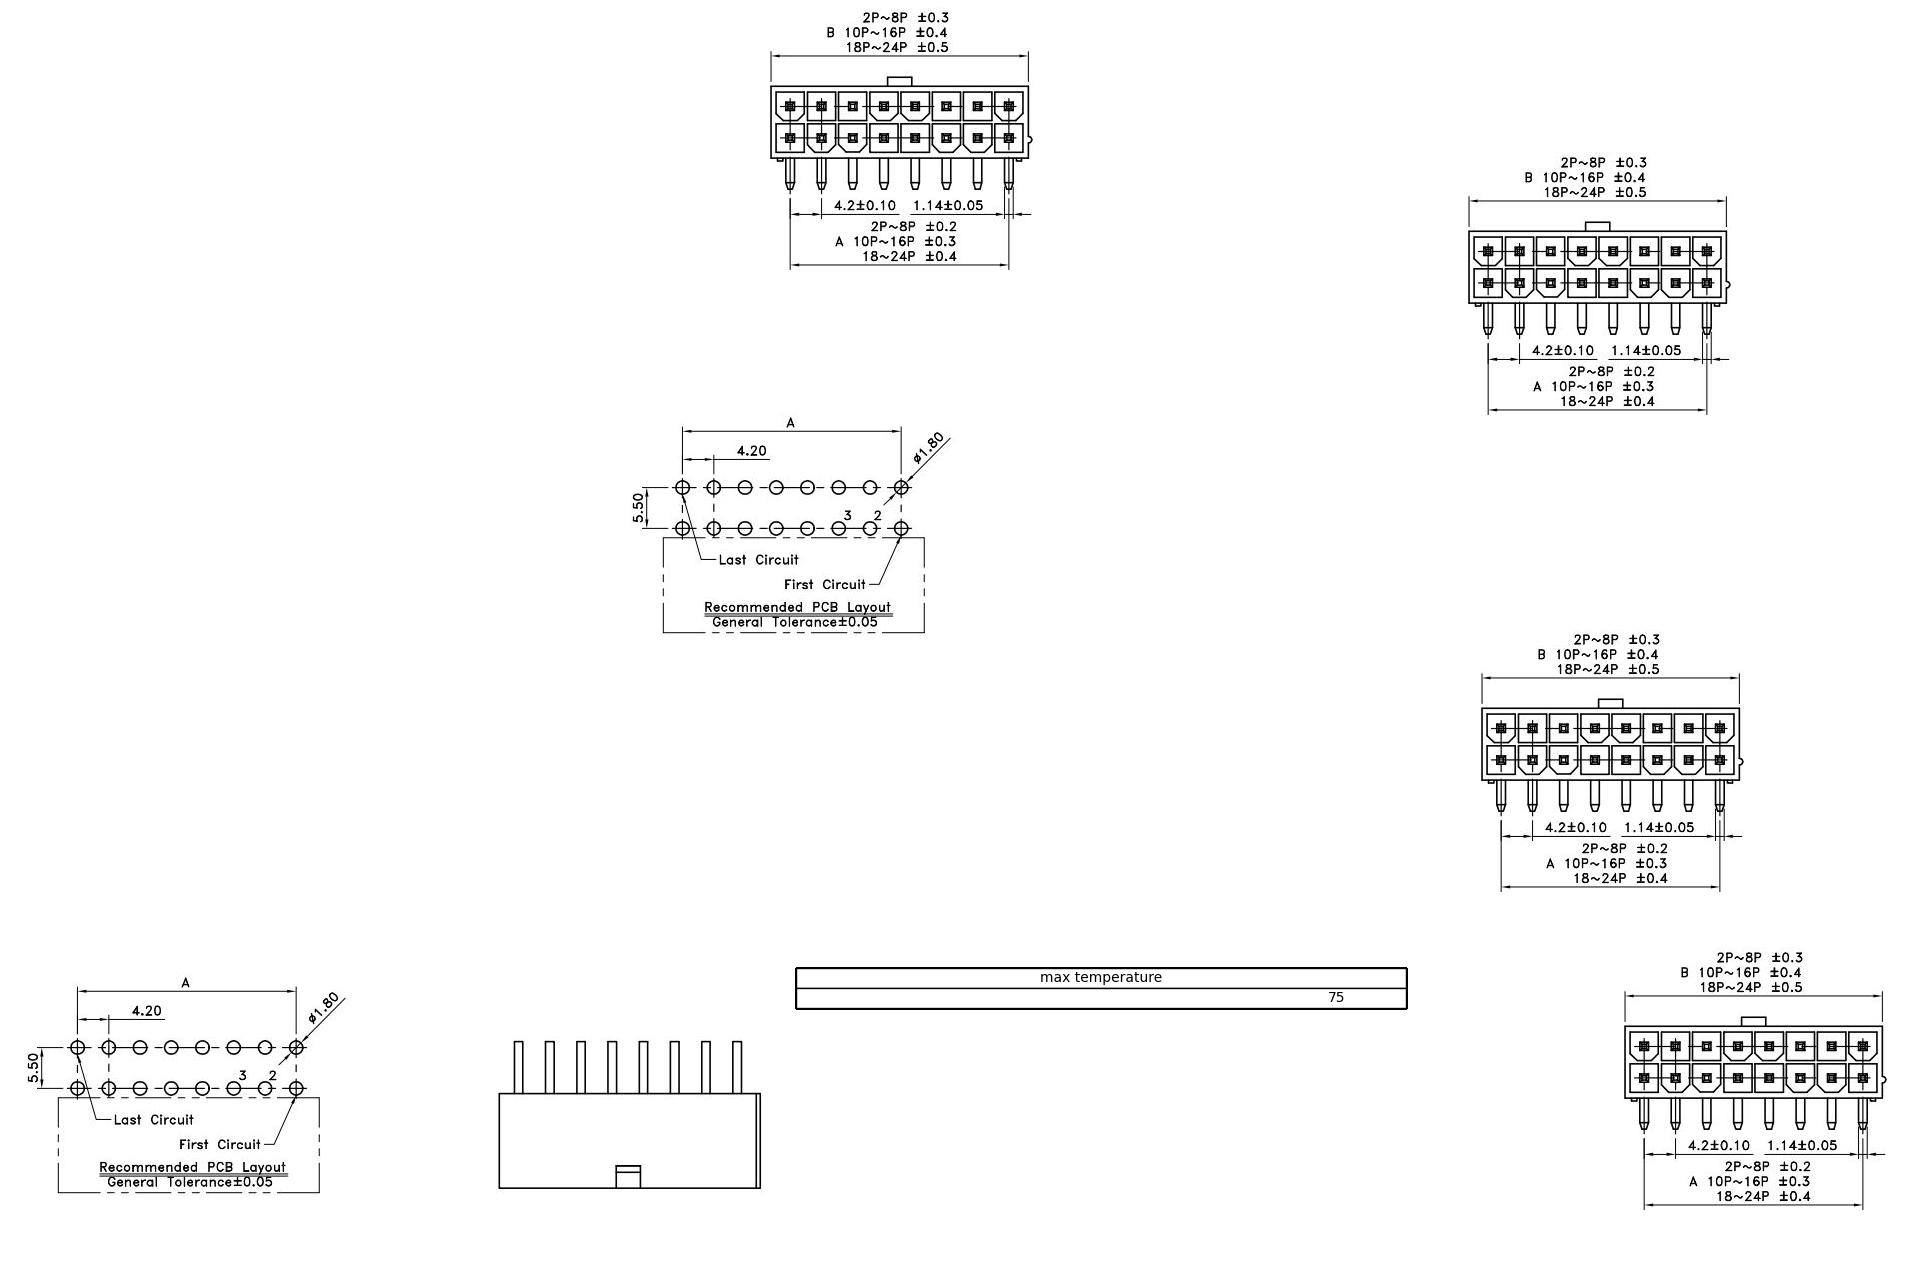 2P~8P ±0.3
B 10P~16P ±0.4
18P~24P ±0.5
4.2±0.10 1.14±0.05
2P~8P ±0.2
A 10P~16P ±0.3
18~24P ±0.4
2P~8P ±0.3
B 10P~16P ±0.4
18P~24P ±0.5
4.2±0.10 1.14±0.05
2P~8P ±0.2
A 10P~16P ±0.3
18~24P ±0.4
A
4.20
ø1.80
5.50
3 2
Last Circuit
First Circuit
Recommended PCB Layout
General Tolerance±0.05
2P~8P ±0.3
B 10P~16P ±0.4
18P~24P ±0.5
4.2±0.10 1.14±0.05
2P~8P ±0.2
A 10P~16P ±0.3
18~24P ±0.4
A
4.20
ø1.80
5.50
3 2
Last Circuit
First Circuit
Recommended PCB Layout
General Tolerance±0.05
max temperature
75
2P~8P ±0.3
B 10P~16P ±0.4
18P~24P ±0.5
4.2±0.10 1.14±0.05
2P~8P ±0.2
A 10P~16P ±0.3
18~24P ±0.4